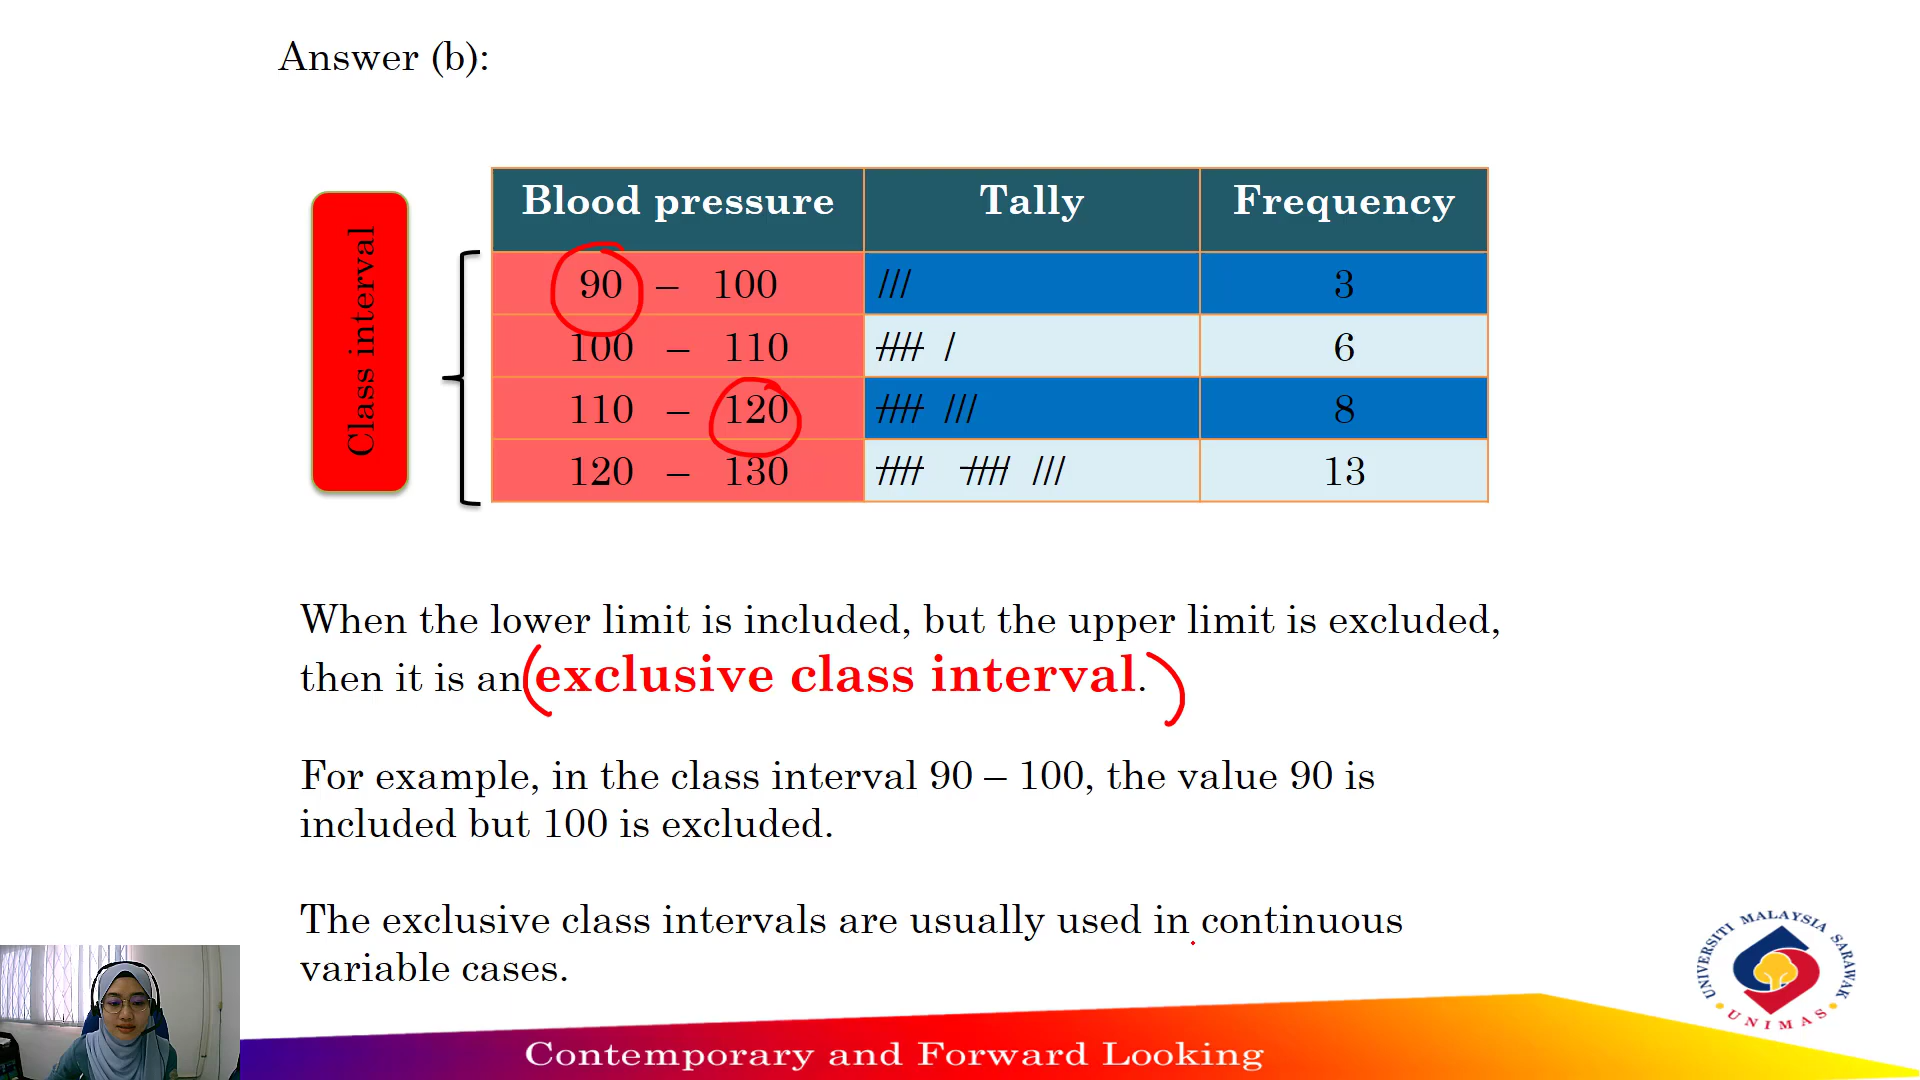 Answer (b):
Class interval
Blood pressure Tally Frequency
90 – 100 /// 3
100 – 110 //// / 6
110 – 120 //// /// 8
120 – 130 //// //// /// 13
When the lower limit is included, but the upper limit is excluded,
then it is an (exclusive class interval.)
For example, in the class interval 90 – 100, the value 90 is
included but 100 is excluded.
The exclusive class intervals are usually used in continuous
variable cases.
UNIVERSITI MALAYSIA SARAWAK
UNIMAS
Contemporary and Forward Looking